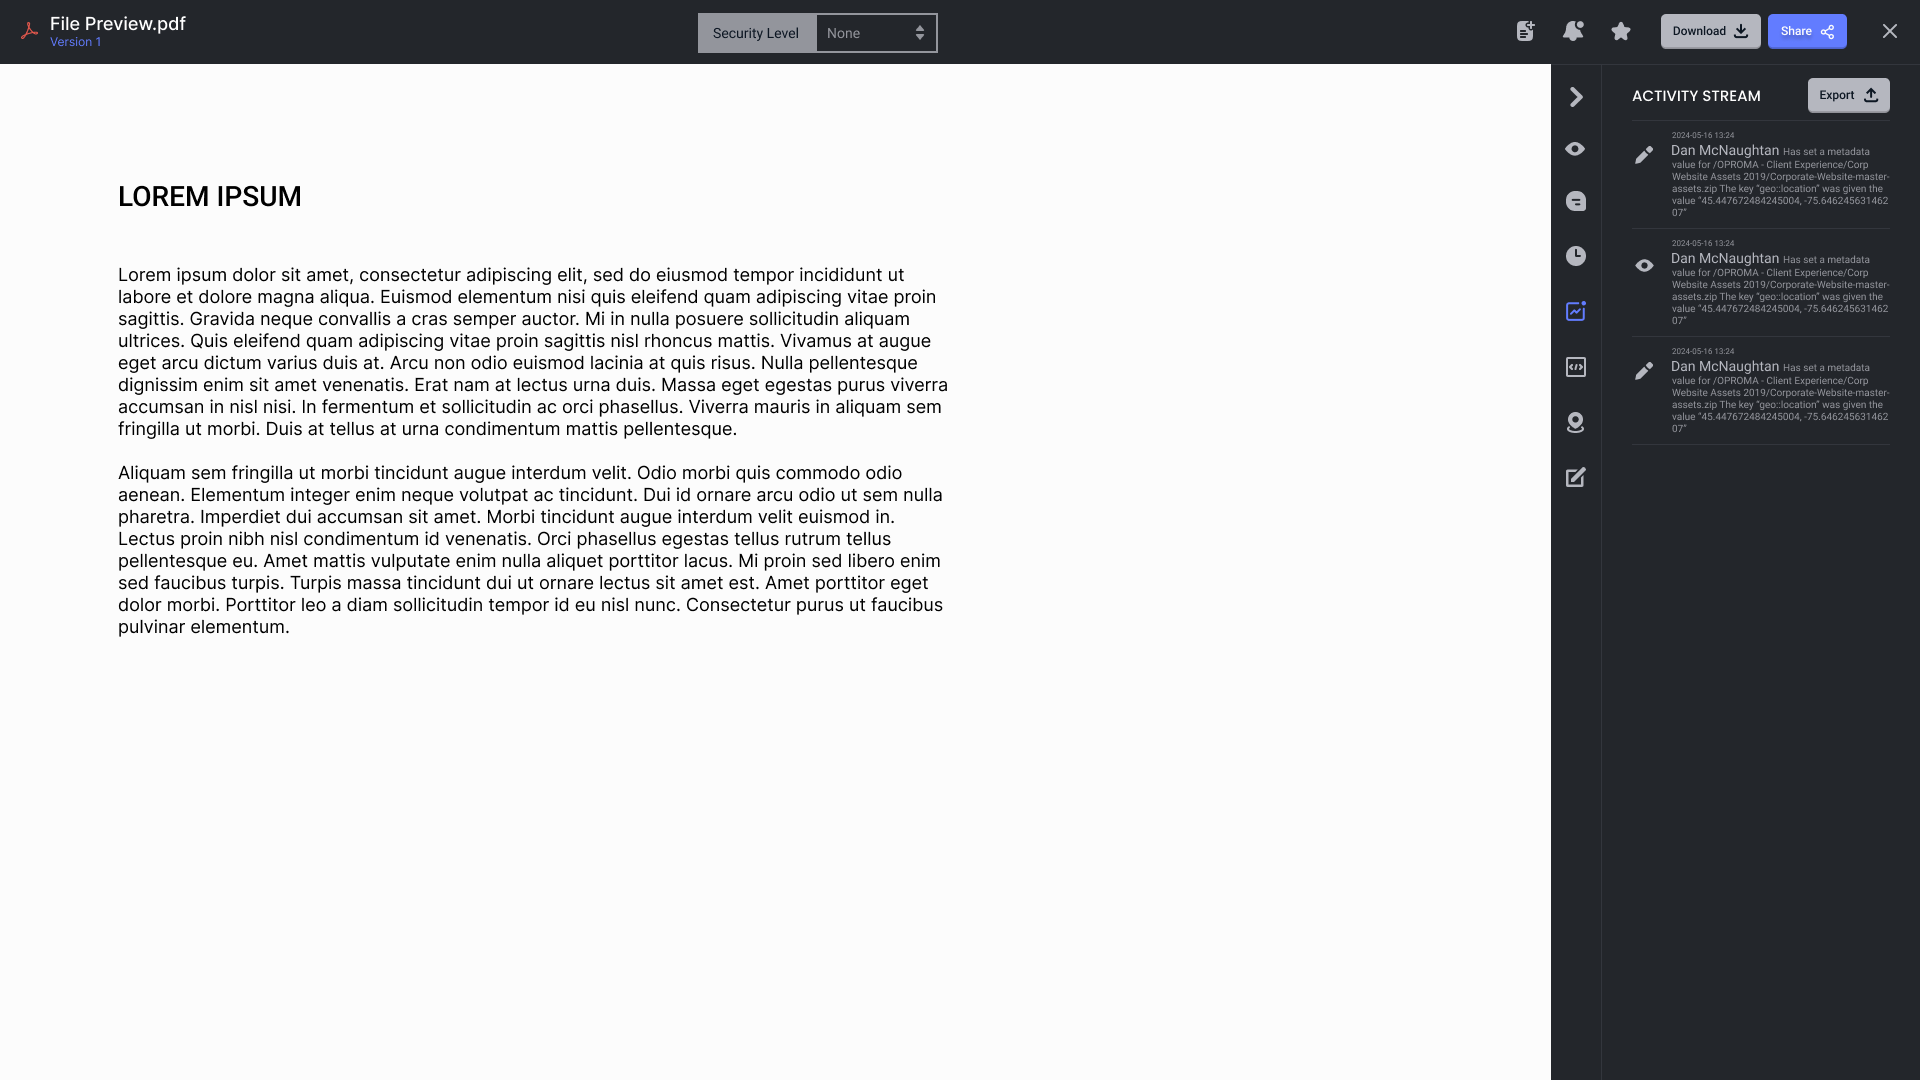 File Preview.pdf
Version 1
Security Level
None
Download
Share
LOREM IPSUM
Lorem ipsum dolor sit amet, consectetur adipiscing elit, sed do eiusmod tempor incididunt ut
labore et dolore magna aliqua. Euismod elementum nisi quis eleifend quam adipiscing vitae proin
sagittis. Gravida neque convallis a cras semper auctor. Mi in nulla posuere sollicitudin aliquam
ultrices. Quis eleifend quam adipiscing vitae proin sagittis nisl rhoncus mattis. Vivamus at augue
eget arcu dictum varius duis at. Arcu non odio euismod lacinia at quis risus. Nulla pellentesque
dignissim enim sit amet venenatis. Erat nam at lectus urna duis. Massa eget egestas purus viverra
accumsan in nisl nisi. In fermentum et sollicitudin ac orci phasellus. Viverra mauris in aliquam sem
fringilla ut morbi. Duis at tellus at urna condimentum mattis pellentesque.
Aliquam sem fringilla ut morbi tincidunt augue interdum velit. Odio morbi quis commodo odio
aenean. Elementum integer enim neque volutpat ac tincidunt. Dui id ornare arcu odio ut sem nulla
pharetra. Imperdiet dui accumsan sit amet. Morbi tincidunt augue interdum velit euismod in.
Lectus proin nibh nisl condimentum id venenatis. Orci phasellus egestas tellus rutrum tellus
pellentesque eu. Amet mattis vulputate enim nulla aliquet porttitor lacus. Mi proin sed libero enim
sed faucibus turpis. Turpis massa tincidunt dui ut ornare lectus sit amet est. Amet porttitor eget
dolor morbi. Porttitor leo a diam sollicitudin tempor id eu nisl nunc. Consectetur purus ut faucibus
pulvinar elementum.
ACTIVITY STREAM
Export
2024-05-16 13:24
Dan McNaughtan Has set a metadata
value for /OPROMA - Client Experience/Corp
Website Assets 2019/Corporate-Website-master-
assets.zip The key “geo::location” was given the
value “45.447672484245004, -75.646245631462
07”
2024-05-16 13:24
Dan McNaughtan Has set a metadata
value for /OPROMA - Client Experience/Corp
Website Assets 2019/Corporate-Website-master-
assets.zip The key “geo::location” was given the
value “45.447672484245004, -75.646245631462
07”
2024-05-16 13:24
Dan McNaughtan Has set a metadata
value for /OPROMA - Client Experience/Corp
Website Assets 2019/Corporate-Website-master-
assets.zip The key “geo::location” was given the
value “45.447672484245004, -75.646245631462
07”